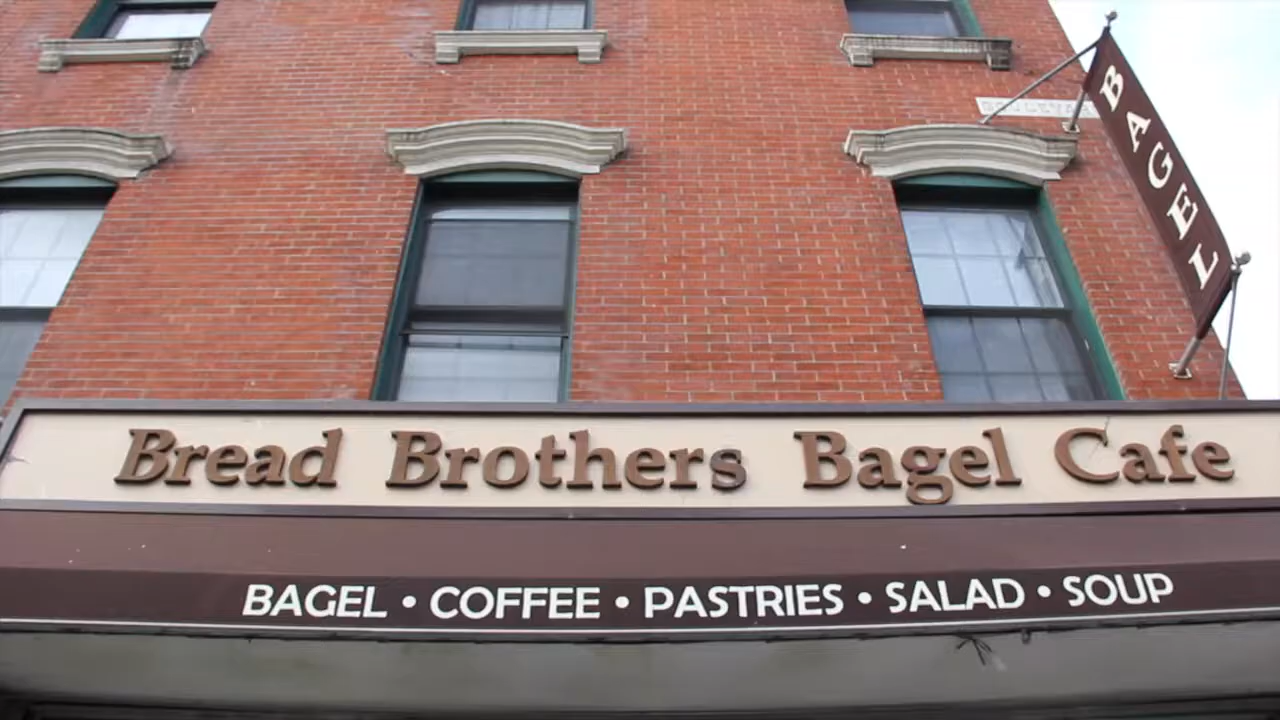 BAGEL
Bread Brothers Bagel Cafe
BAGEL • COFFEE • PASTRIES • SALAD • SOUP